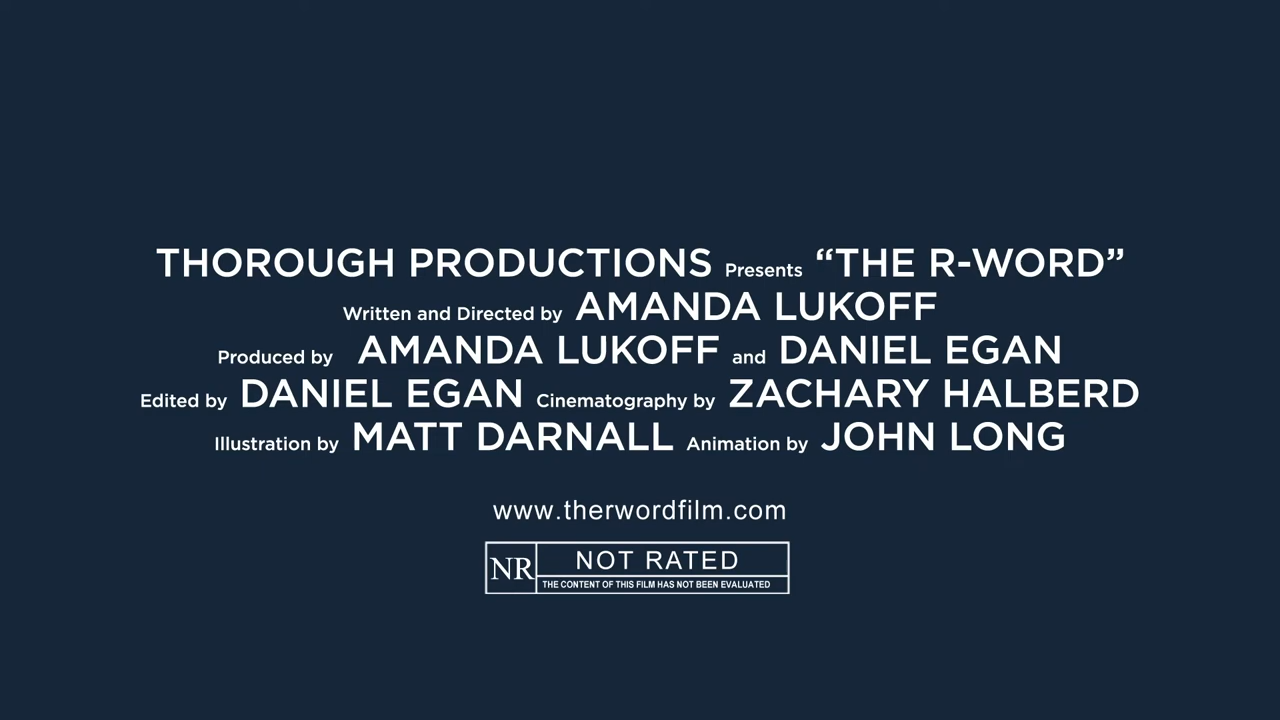 THOROUGH PRODUCTIONS Presents “THE R-WORD”
Written and Directed by AMANDA LUKOFF
Produced by AMANDA LUKOFF and DANIEL EGAN
Edited by DANIEL EGAN Cinematography by ZACHARY HALBERD
Illustration by MATT DARNALL Animation by JOHN LONG
www.therwordfilm.com
NR NOT RATED
THE CONTENT OF THIS FILM HAS NOT BEEN EVALUATED